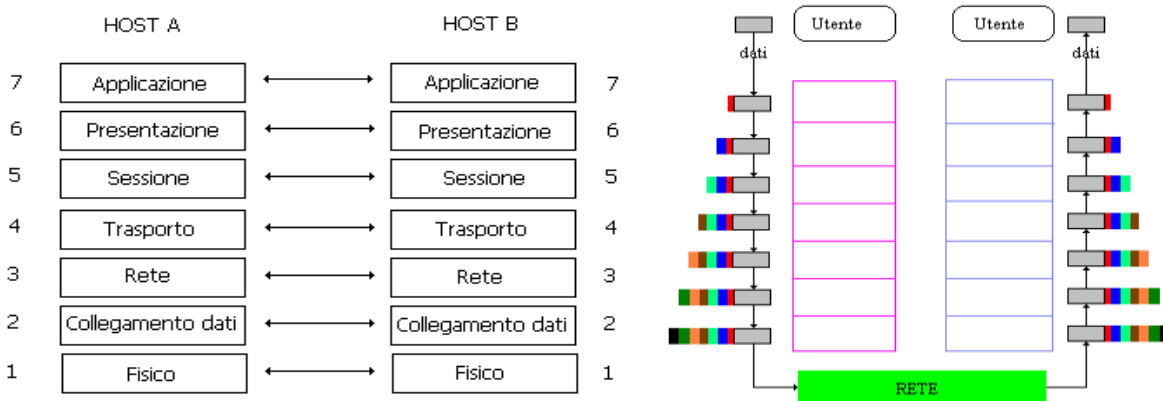 HOST A HOST B
7 Applicazione Applicazione 7
6 Presentazione Presentazione 6
5 Sessione Sessione 5
4 Trasporto Trasporto 4
3 Rete Rete 3
2 Collegamento dati Collegamento dati 2
1 Fisico Fisico 1
Utente Utente
dati dati
RETE